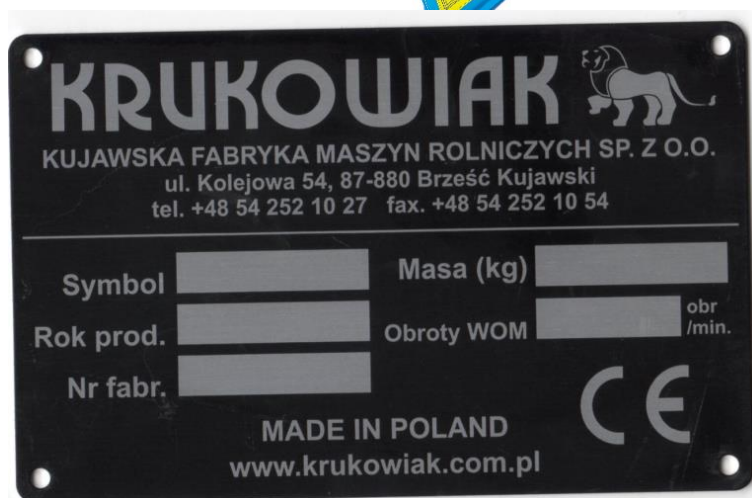 KRUKOWIAK
KUJAWSKA FABRYKA MASZYN ROLNICZYCH SP. Z O.O.
ul. Kolejowa 54, 87-880 Brześć Kujawski
tel. +48 54 252 10 27 fax. +48 54 252 10 54
Symbol
Masa (kg)
Rok prod.
Obroty WOM obr /min.
Nr fabr.
CE
MADE IN POLAND
www.krukowiak.com.pl